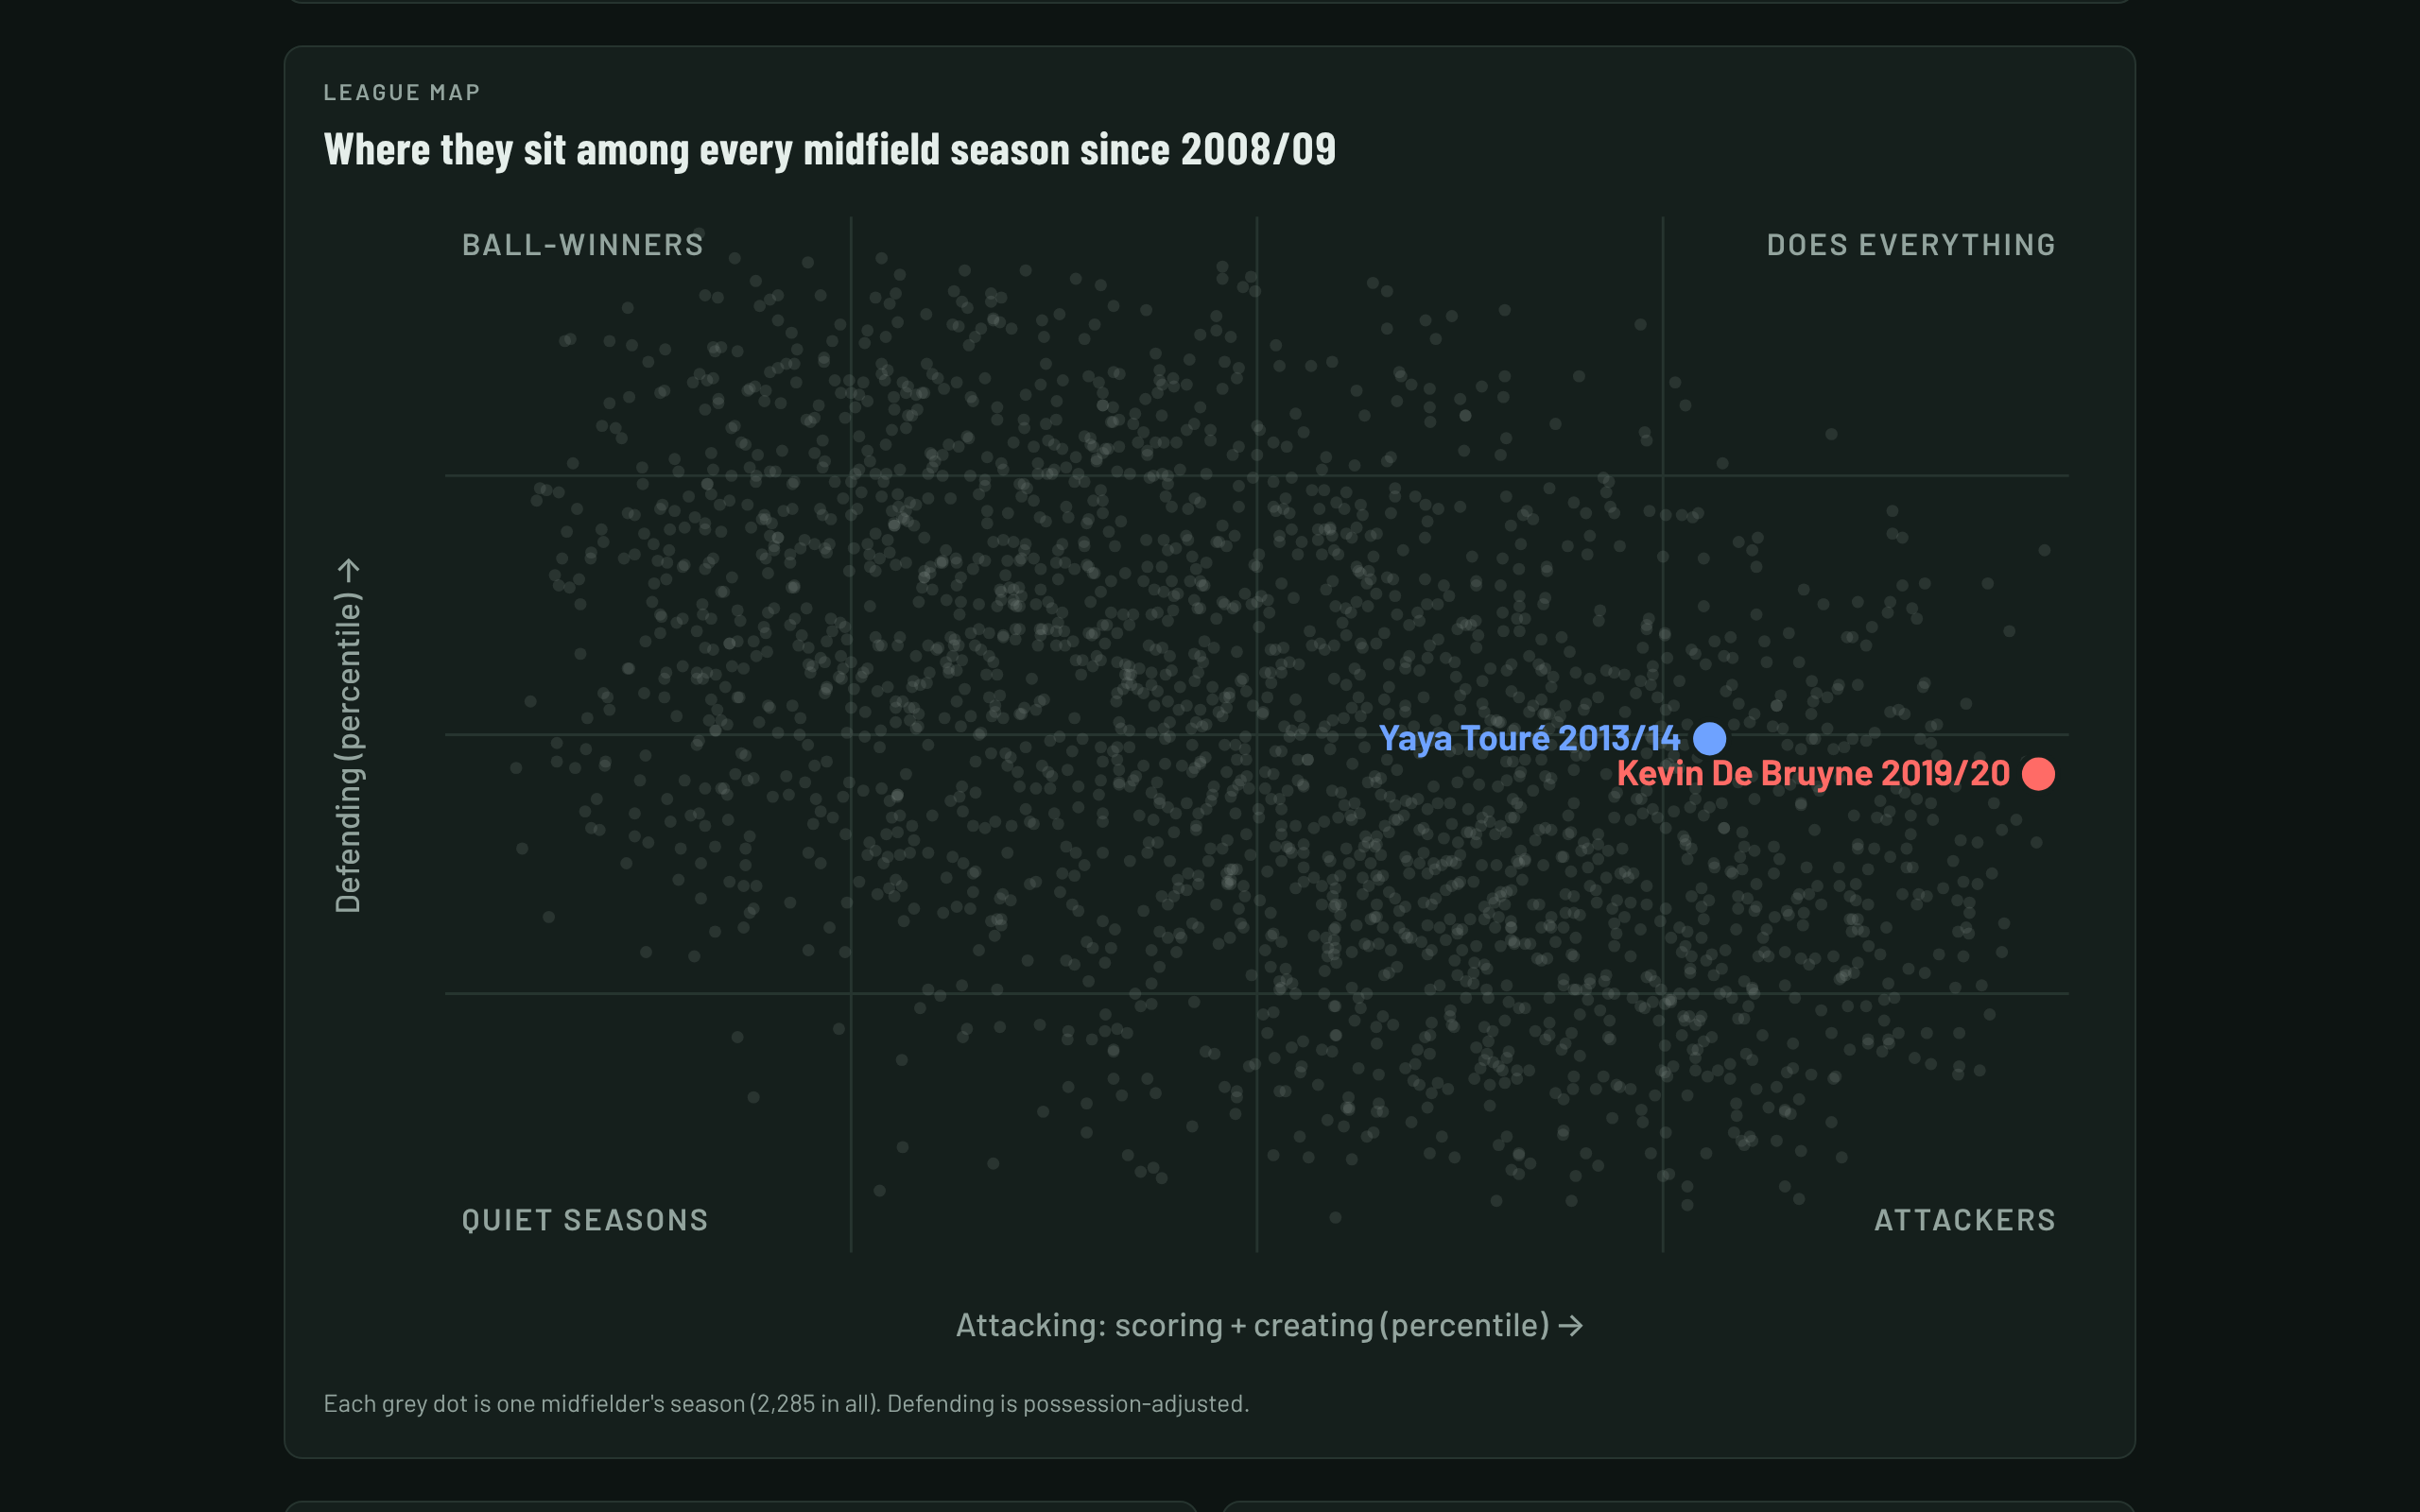 LEAGUE MAP
Where they sit among every midfield season since 2008/09
BALL-WINNERS
DOES EVERYTHING
Defending (percentile) →
Yaya Touré 2013/14
Kevin De Bruyne 2019/20
QUIET SEASONS
ATTACKERS
Attacking: scoring + creating (percentile) →
Each grey dot is one midfielder's season (2,285 in all). Defending is possession-adjusted.